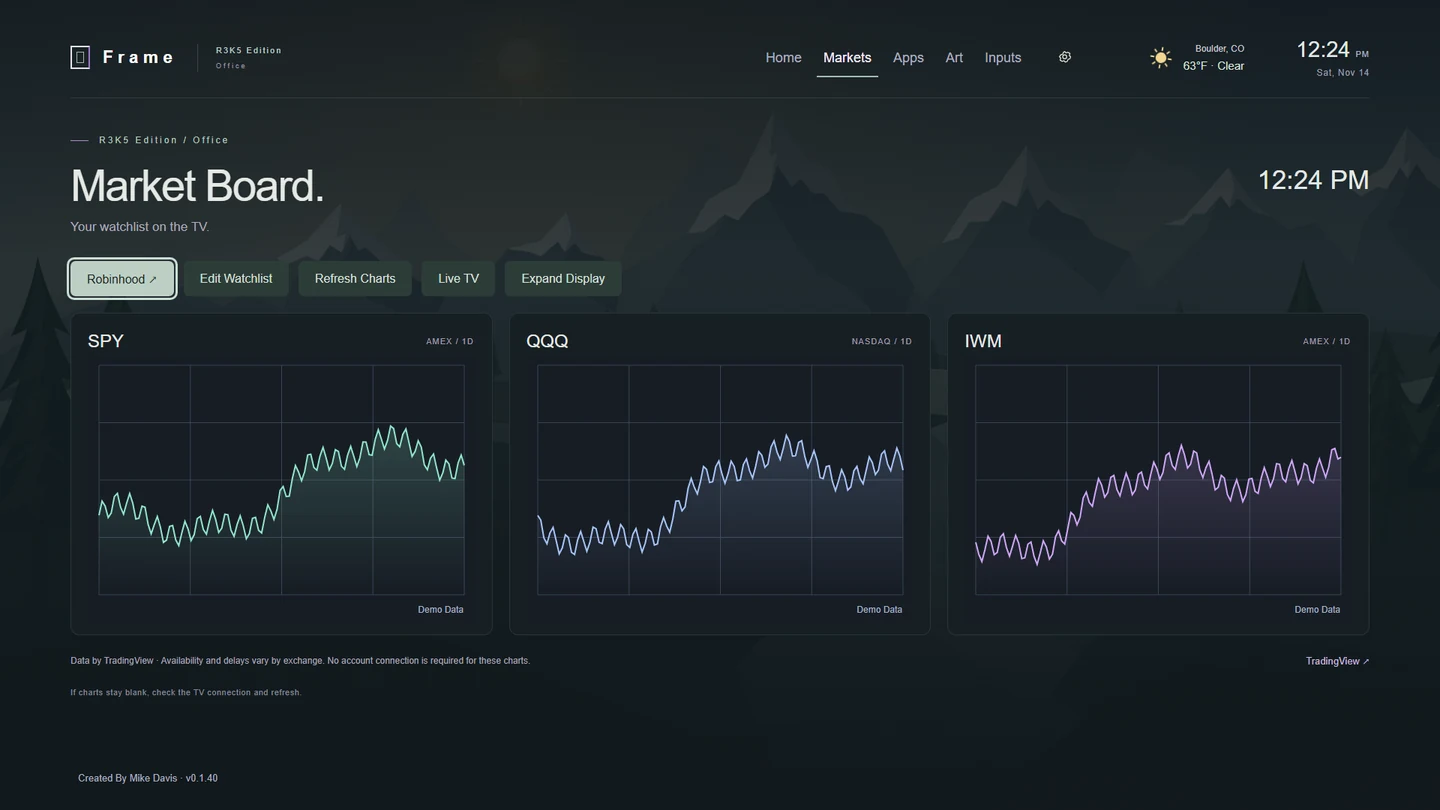 Frame
R3K5 Edition
Office
Home Markets Apps Art Inputs
Boulder, CO
63°F · Clear
12:24 PM
Sat, Nov 14
R3K5 Edition / Office
Market Board.
12:24 PM
Your watchlist on the TV.
Robinhood ↗ Edit Watchlist Refresh Charts Live TV Expand Display
SPY AMEX / 1D
QQQ NASDAQ / 1D
IWM AMEX / 1D
Demo Data
Demo Data
Demo Data
Data by TradingView · Availability and delays vary by exchange. No account connection is required for these charts.
TradingView ↗
If charts stay blank, check the TV connection and refresh.
Created By Mike Davis · v0.1.40